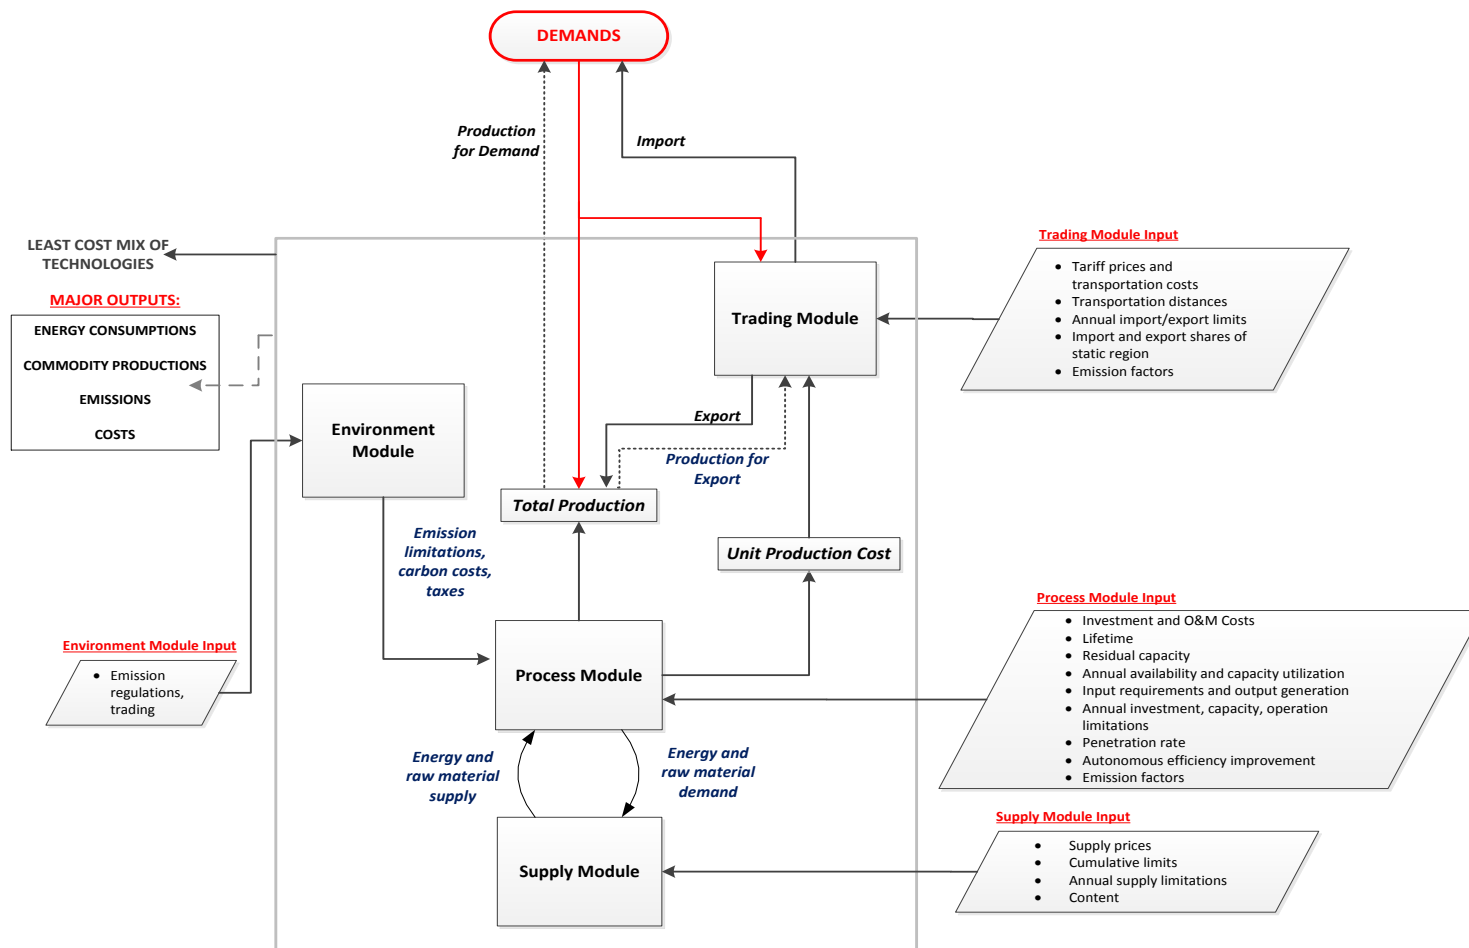 DEMANDS
Production
for Demand
Import
LEAST COST MIX OF
TECHNOLOGIES
MAJOR OUTPUTS:
ENERGY CONSUMPTIONS
COMMODITY PRODUCTIONS
EMISSIONS
COSTS
Trading Module Input
• Tariff prices and
transportation costs
• Transportation distances
• Annual import/export limits
• Import and export shares of
static region
• Emission factors
Trading Module
Environment
Module
Export
Production for
Export
Total Production
Emission
limitations,
carbon costs,
taxes
Unit Production Cost
Environment Module Input
• Emission
regulations,
trading
Process Module
Process Module Input
• Investment and O&M Costs
• Lifetime
• Residual capacity
• Annual availability and capacity utilization
• Input requirements and output generation
• Annual investment, capacity, operation
limitations
• Penetration rate
• Autonomous efficiency improvement
• Emission factors
Energy and
raw material
supply
Energy and
raw material
demand
Supply Module
Supply Module Input
• Supply prices
• Cumulative limits
• Annual supply limitations
• Content